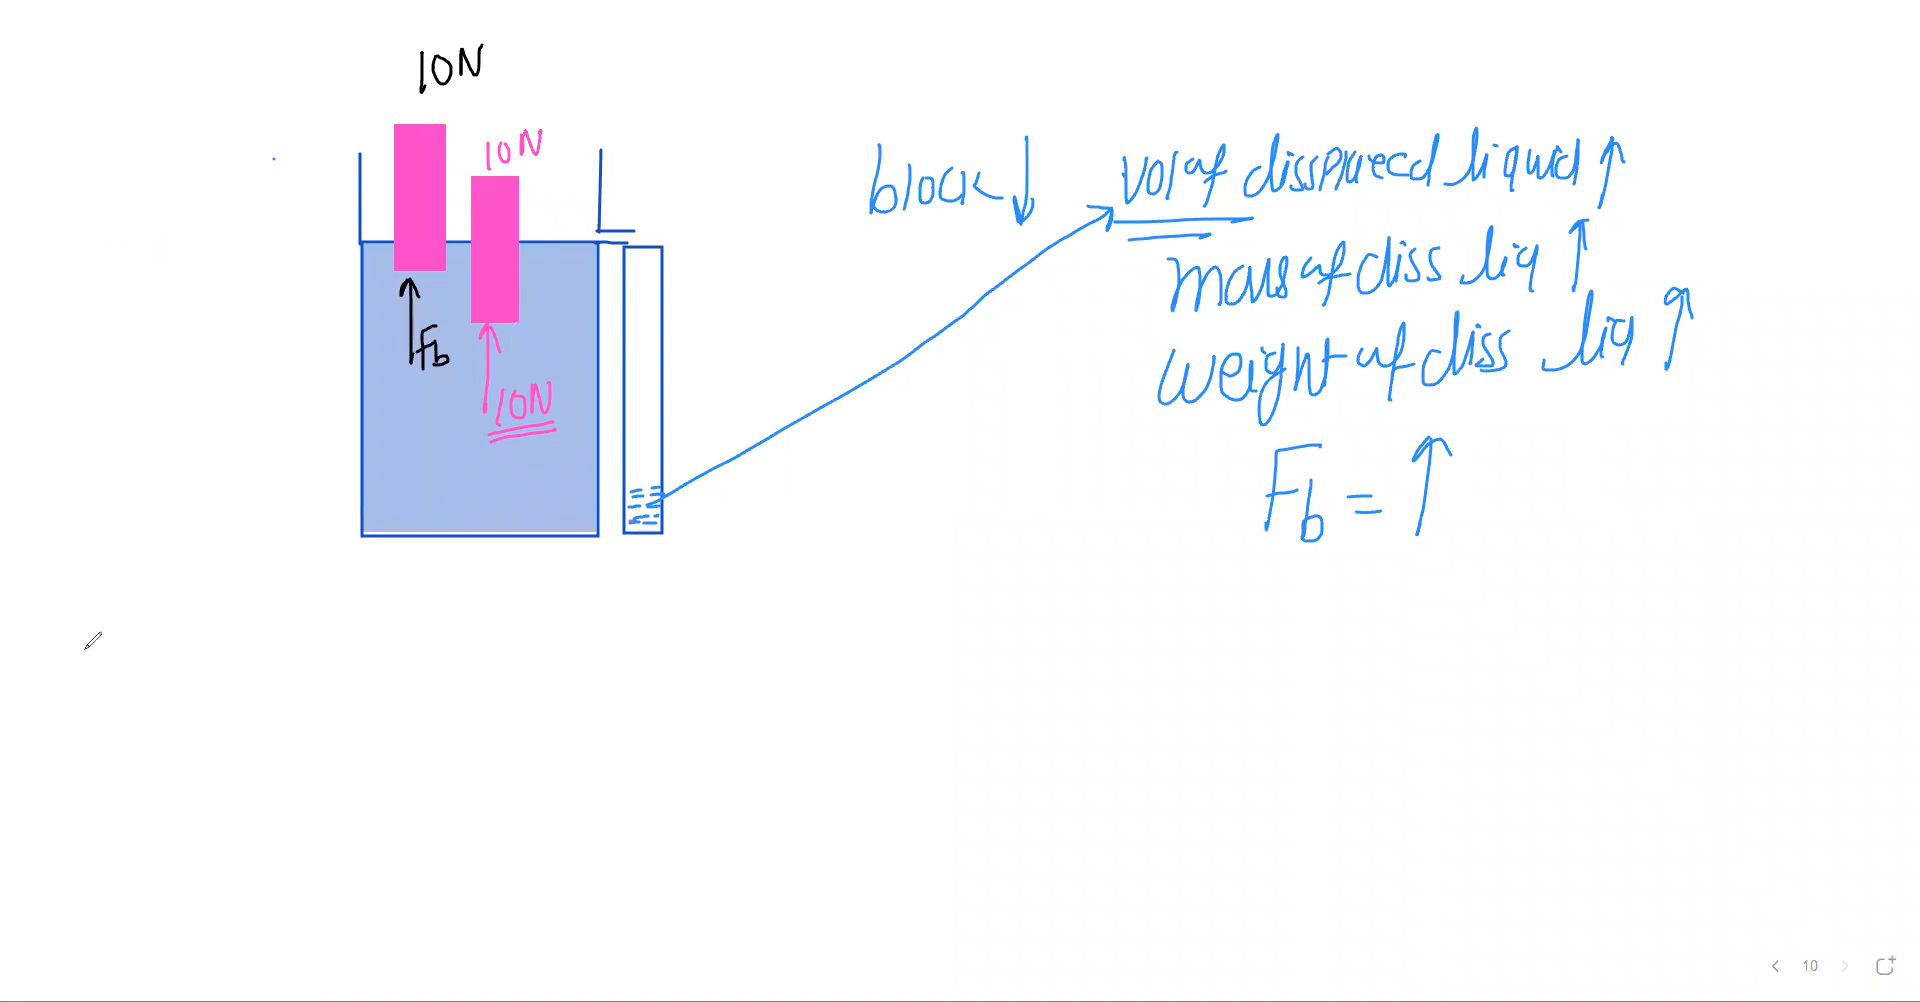 10N
10N
Fb
10N
block ↓ vol of dissplaced liquid ↑
mass of diss liq ↑
weight of diss liq ↑
Fb = ↑
10